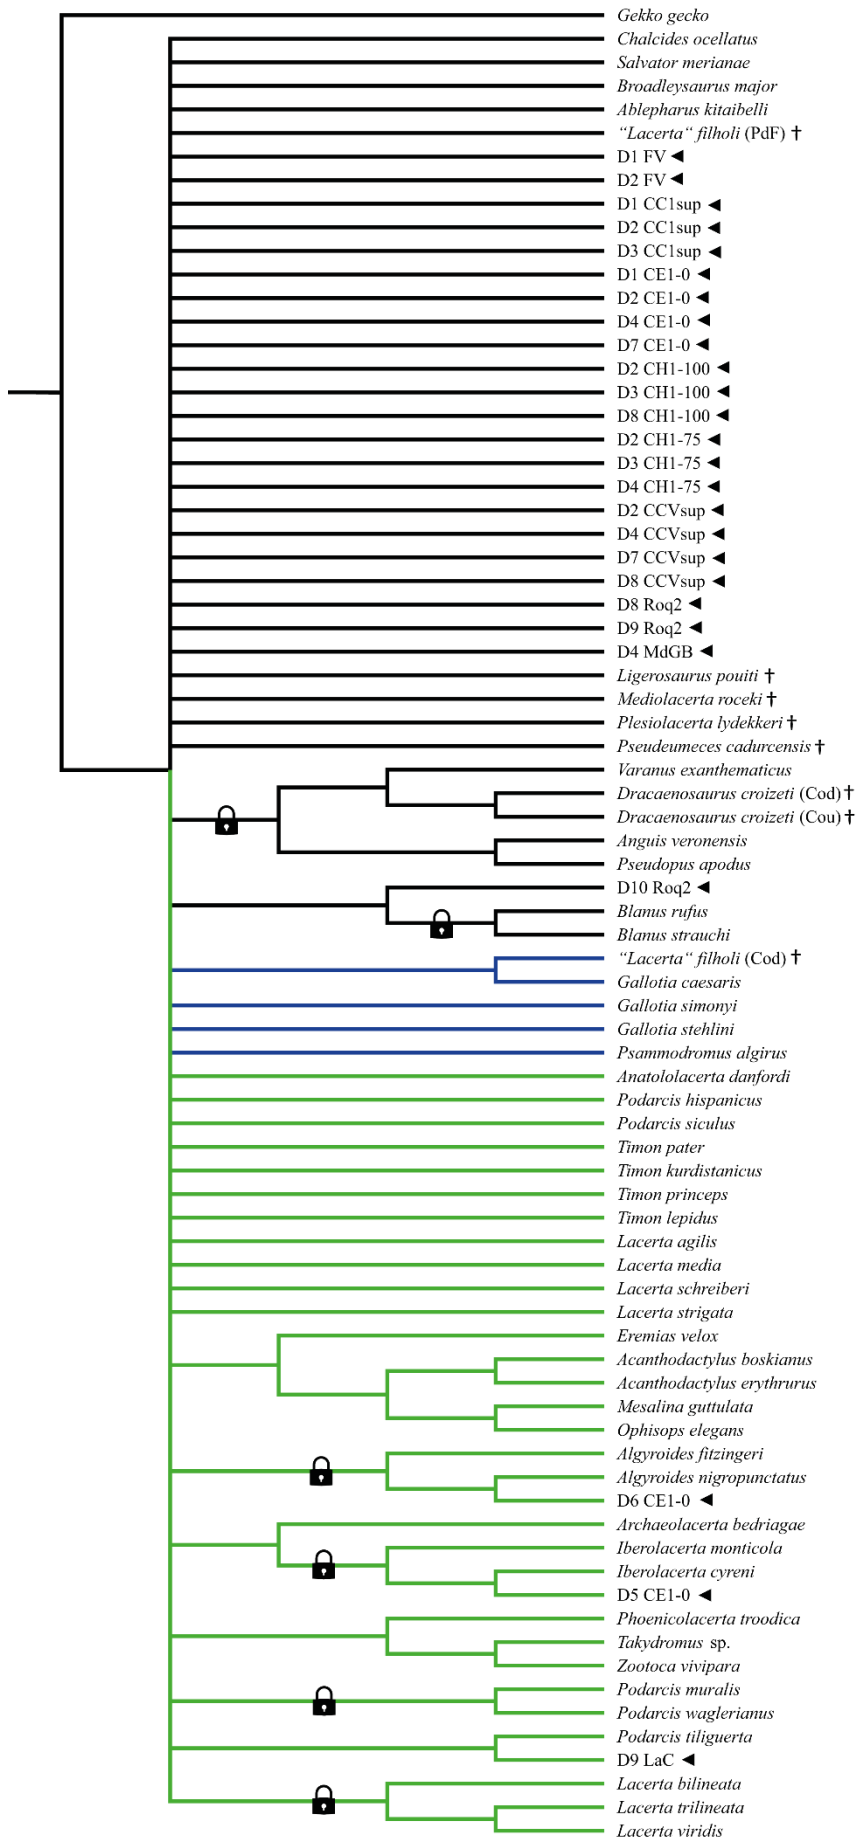 Gekko gecko
Chalcides ocellatus
Salvator merianae
Broadleysaurus major
Ablepharus kitaibelli
“Lacerta“ filholi (PdF) †
D1 FV ◄
D2 FV ◄
D1 CC1sup ◄
D2 CC1sup ◄
D3 CC1sup ◄
D1 CE1-0 ◄
D2 CE1-0 ◄
D4 CE1-0 ◄
D7 CE1-0 ◄
D2 CH1-100 ◄
D3 CH1-100 ◄
D8 CH1-100 ◄
D2 CH1-75 ◄
D3 CH1-75 ◄
D4 CH1-75 ◄
D2 CCVsup ◄
D4 CCVsup ◄
D7 CCVsup ◄
D8 CCVsup ◄
D8 Roq2 ◄
D9 Roq2 ◄
D4 MdGB ◄
Ligerosaurus pouiti †
Mediolacerta roceki †
Plesiolacerta lydekkeri †
Pseudeumeces cadurcensis †
Varanus exanthematicus
Dracaenosaurus croizeti (Cod) †
Dracaenosaurus croizeti (Cou) †
Anguis veronensis
Pseudopus apodus
D10 Roq2 ◄
Blanus rufus
Blanus strauchi
“Lacerta“ filholi (Cod) †
Gallotia caesaris
Gallotia simonyi
Gallotia stehlini
Psammodromus algirus
Anatololacerta danfordi
Podarcis hispanicus
Podarcis siculus
Timon pater
Timon kurdistanicus
Timon princeps
Timon lepidus
Lacerta agilis
Lacerta media
Lacerta schreiberi
Lacerta strigata
Eremias velox
Acanthodactylus boskianus
Acanthodactylus erythrurus
Mesalina guttulata
Ophisops elegans
Algyroides fitzingeri
Algyroides nigropunctatus
D6 CE1-0 ◄
Archaeolacerta bedriagae
Iberolacerta monticola
Iberolacerta cyreni
D5 CE1-0 ◄
Phoenicolacerta troodica
Takydromus sp.
Zootoca vivipara
Podarcis muralis
Podarcis waglerianus
Podarcis tiliguerta
D9 LaC ◄
Lacerta bilineata
Lacerta trilineata
Lacerta viridis